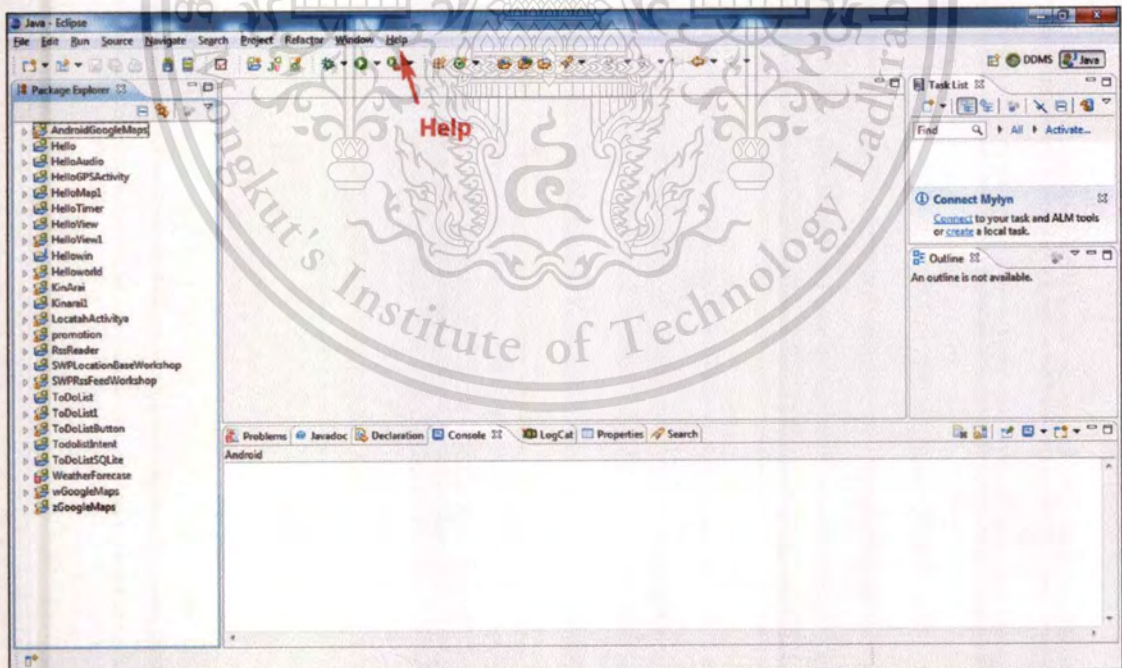 Java - Eclipse
File Edit Run Source Navigate Search Project Refactor Window Help
DDMS Java
Package Explorer
AndroidGoogleMaps
Hello
HelloAudio
HelloGPSActivity
HelloMap1
HelloTimer
HelloView
HelloView1
Hellowin
Helloworld
KinArai
Kinarai1
LocatahActivitya
promotion
RssReader
SWPLocationBaseWorkshop
SWPRssFeedWorkshop
ToDoList
ToDoList1
ToDoListButton
TodolistIntent
ToDoListSQLite
WeatherForecase
wGoogleMaps
zGoogleMaps
Help
Task List
Find All Activate...
Connect Mylyn
Connect to your task and ALM tools
or create a local task.
Outline
An outline is not available.
Problems Javadoc Declaration Console LogCat Properties Search
Android
ongkut's Institute of Technology Ladkra